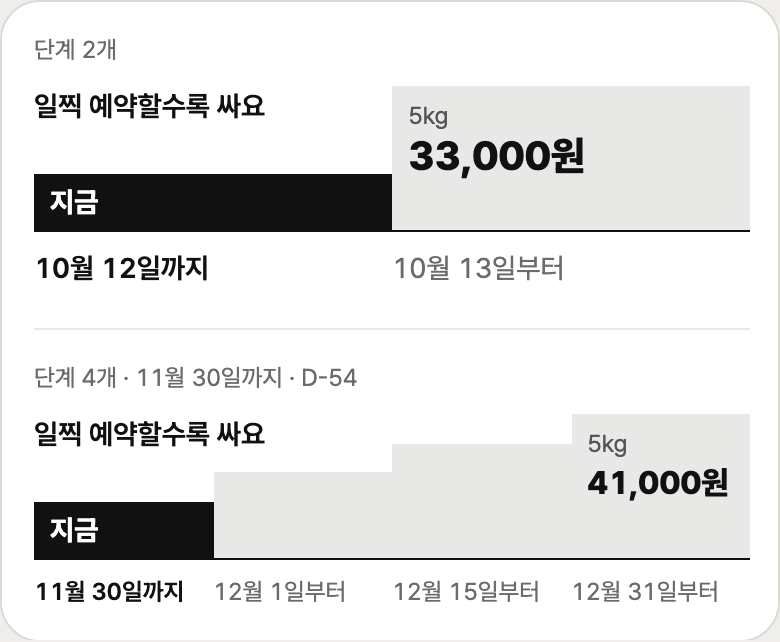 단계 2개
일찍 예약할수록 싸요
5kg
33,000원
지금
10월 12일까지
10월 13일부터
단계 4개 · 11월 30일까지 · D-54
일찍 예약할수록 싸요
5kg
41,000원
지금
11월 30일까지
12월 1일부터
12월 15일부터
12월 31일부터